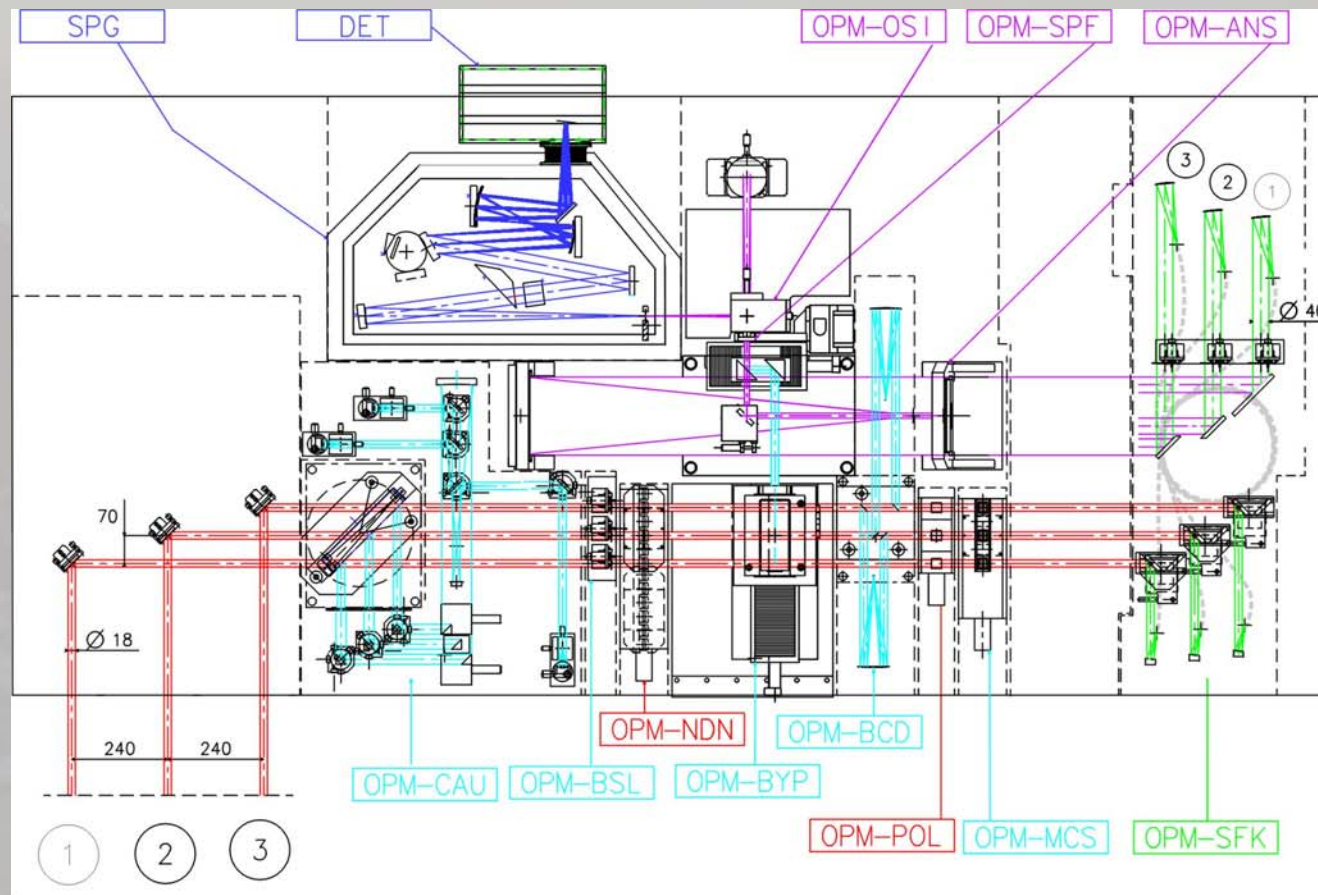 SPG
DET
OPM-OSI
OPM-SPF
OPM-ANS
3
2
1
Ø 40
70
Ø 18
240
240
OPM-NDN
OPM-BCD
OPM-CAU
OPM-BSL
OPM-BYP
OPM-POL
OPM-MCS
OPM-SFK
1
2
3